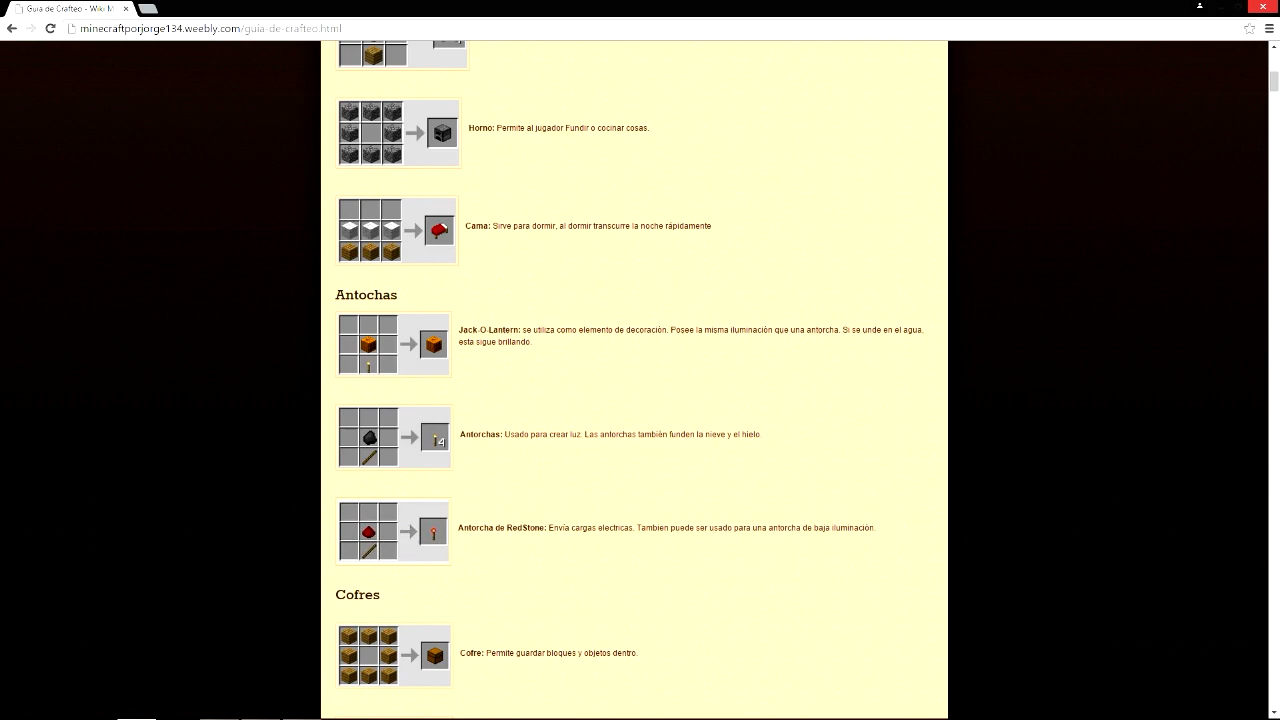 Guia de Crafteo - Wiki M
minecraftporjorge134.weebly.com/guia-de-crafteo.html
Horno: Permite al jugador Fundir o cocinar cosas.
Cama: Sirve para dormir, al dormir transcurre la noche rápidamente
Antochas
Jack-O-Lantern: se utiliza como elemento de decoración. Posee la misma iluminación que una antorcha. Si se unde en el agua,
esta sigue brillando.
Antorchas: Usado para crear luz. Las antorchas también funden la nieve y el hielo.
4
Antorcha de RedStone: Envía cargas electricas. Tambien puede ser usado para una antorcha de baja iluminación.
Cofres
Cofre: Permite guardar bloques y objetos dentro.